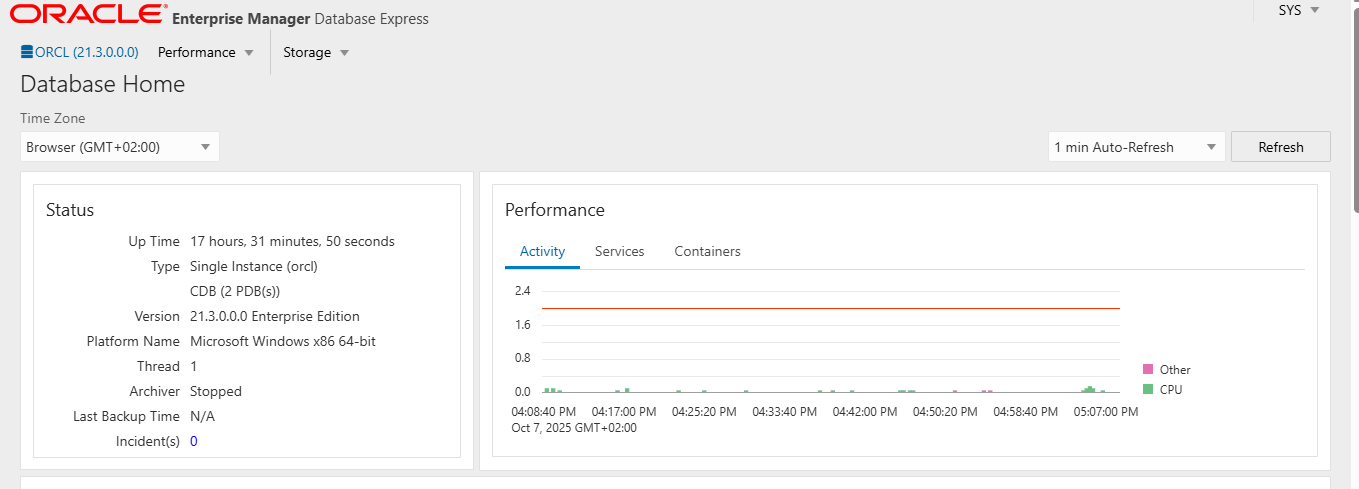 ORACLE Enterprise Manager Database Express
SYS
ORCL (21.3.0.0.0) Performance Storage
Database Home
Time Zone
Browser (GMT+02:00)
1 min Auto-Refresh Refresh
Status
Up Time 17 hours, 31 minutes, 50 seconds
Type Single Instance (orcl)
CDB (2 PDB(s))
Version 21.3.0.0.0 Enterprise Edition
Platform Name Microsoft Windows x86 64-bit
Thread 1
Archiver Stopped
Last Backup Time N/A
Incident(s) 0
Performance
Activity Services Containers
2.4
1.6
0.8
0.0
04:08:40 PM 04:17:00 PM 04:25:20 PM 04:33:40 PM 04:42:00 PM 04:50:20 PM 04:58:40 PM 05:07:00 PM
Oct 7, 2025 GMT+02:00
Other
CPU